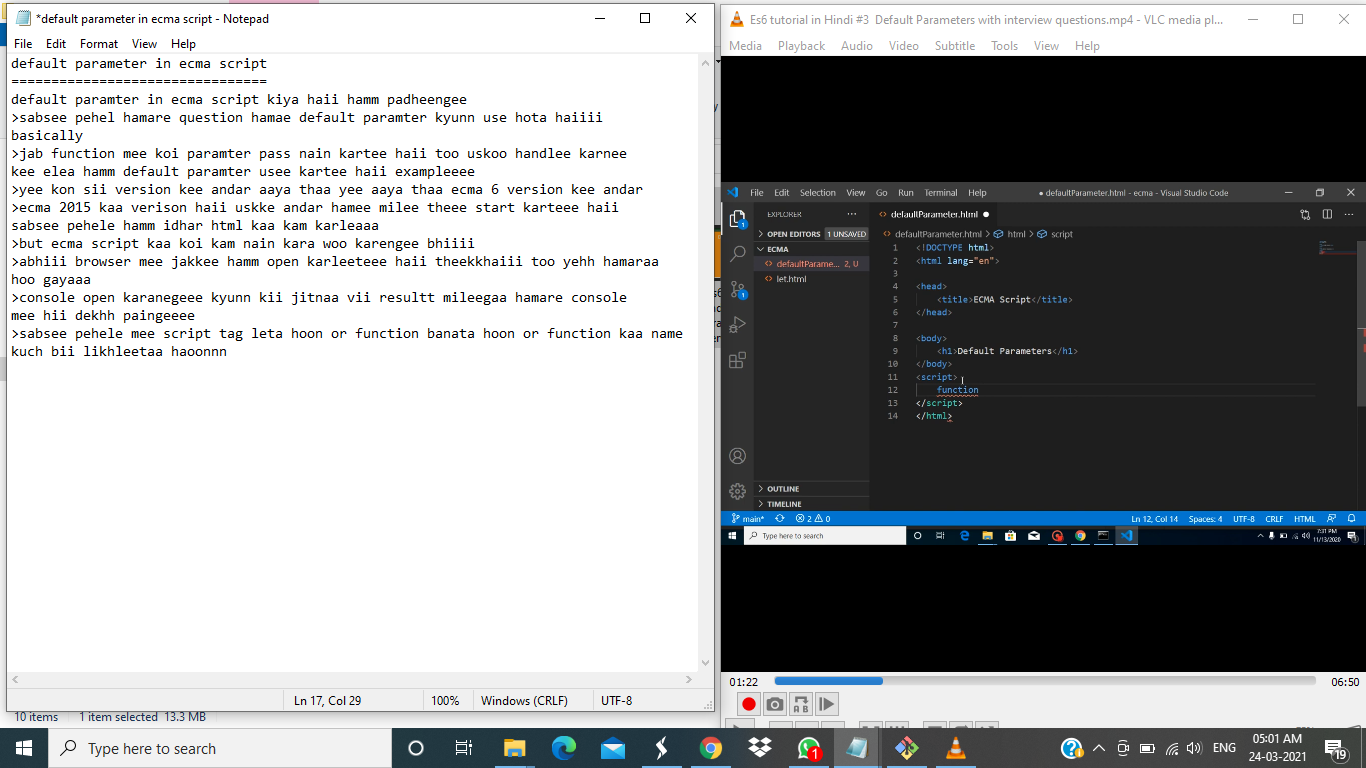 *default parameter in ecma script - Notepad
File Edit Format View Help
default parameter in ecma script
================================
default paramter in ecma script kiya haii hamm padheengee
>sabsee pehel hamare question hamae default paramter kyunn use hota haiiii
basically
>jab function mee koi paramter pass nain kartee haii too uskoo handlee karnee
kee elea hamm default paramter usee kartee haii exampleeee
>yee kon sii version kee andar aaya thaa yee aaya thaa ecma 6 version kee andar
>ecma 2015 kaa verison haii uskke andar hamee milee theee start karteee haii
sabsee pehele hamm idhar html kaa kam karleaaa
>but ecma script kaa koi kam nain kara woo karengee bhiiii
>abhiii browser mee jakkee hamm open karleeteee haii theekkhaiii too yehh hamaraa
hoo gayaaa
>console open karanegeee kyunn kii jitnaa vii resultt mileegaa hamare console
mee hii dekhh paingeeee
>sabsee pehele mee script tag leta hoon or function banata hoon or function kaa name
kuch bii likhleetaa haoonnn
Ln 17, Col 29 100% Windows (CRLF) UTF-8
10 items 1 item selected 13.3 MB
Es6 tutorial in Hindi #3 Default Parameters with interview questions.mp4 - VLC media pl...
Media Playback Audio Video Subtitle Tools View Help
File Edit Selection View Go Run Terminal Help
● defaultParameter.html - ecma - Visual Studio Code
EXPLORER ...
OPEN EDITORS 1 UNSAVED
ECMA
defaultParame... 2, U
let.html
OUTLINE
TIMELINE
defaultParameter.html ●
defaultParameter.html > html > script
1 <!DOCTYPE html>
2 <html lang="en">
3
4 <head>
5 <title>ECMA Script</title>
6 </head>
7
8 <body>
9 <h1>Default Parameters</h1>
10 </body>
11 <script>
12 function
13 </script>
14 </html>
main* 2 0 Ln 12, Col 14 Spaces: 4 UTF-8 CRLF HTML
Type here to search
7:31 PM
11/13/2020
01:22 06:50
Type here to search
ENG
05:01 AM
24-03-2021
19